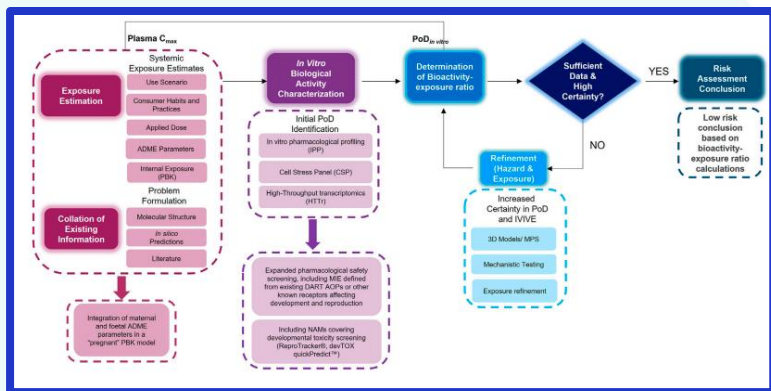 Plasma Cmax
PoDIn vitro
Systemic
Exposure Estimates
Exposure
Estimation
Use Scenario
Consumer Habits and
Practices
Applied Dose
ADME Parameters
Internal Exposure
(PBK)
Problem
Formulation
Collation of
Existing
Information
Molecular Structure
In silico
Predictions
Literature
Integration of maternal
and foetal ADME
parameters in a
"pregnant" PBK model
In Vitro
Biological
Activity
Characterization
Initial PoD
Identification
In vitro pharmacological profiling
(IPP)
Cell Stress Panel (CSP)
High-Throughput transcriptomics
(HTTr)
Expanded pharmacological safety
screening, including MIE defined
from existing DART AOPs or other
known receptors affecting
development and reproduction
Including NAMs covering
developmental toxicity screening
(ReproTracker®, devTOX
quickPredict™)
Determination
of Bioactivity-
exposure ratio
Sufficient
Data & High
Certainty?
YES
NO
Refinement
(Hazard &
Exposure)
Increased
Certainty in PoD
and IVIVE
3D Models/ MPS
Mechanistic Testing
Exposure refinement
Risk
Assessment
Conclusion
Low risk
conclusion
based on
bioactivity-
exposure ratio
calculations